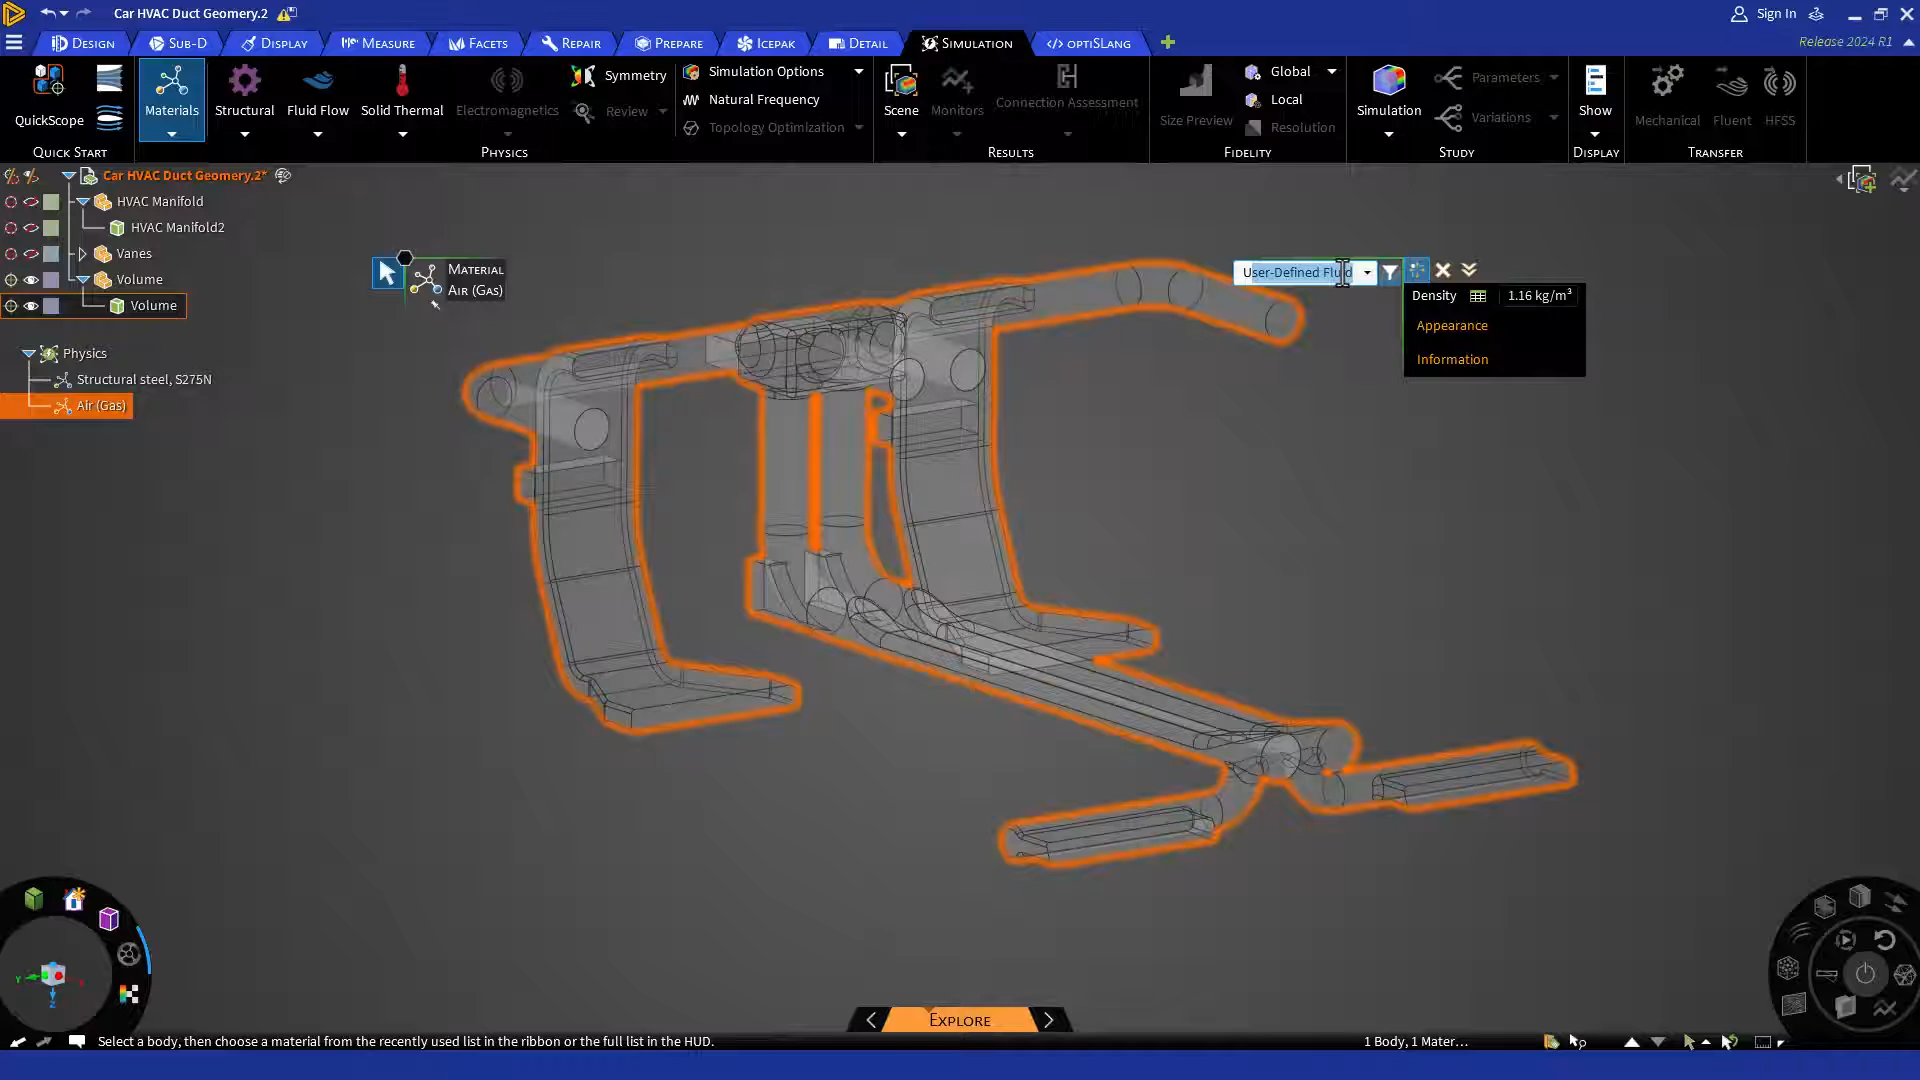 Car HVAC Duct Geomery.2
Sign In
Design
Sub-D
Display
Measure
Facets
Repair
Prepare
Icepak
Detail
Simulation
optiSLang
Release 2024 R1
QuickScope
Quick Start
Materials
Structural
Fluid Flow
Solid Thermal
Electromagnetics
Symmetry
Review
Physics
Simulation Options
Natural Frequency
Topology Optimization
Scene
Monitors
Connection Assessment
Results
Size Preview
Global
Local
Resolution
Fidelity
Simulation
Parameters
Variations
Study
Show
Display
Mechanical
Fluent
HFSS
Transfer
Car HVAC Duct Geomery.2*
HVAC Manifold
HVAC Manifold2
Vanes
Volume
Volume
Physics
Structural steel, S275N
Air (Gas)
Material
Air (Gas)
User-Defined Fluid
Density
1.16 kg/m³
Appearance
Information
Y
Z
Explore
Select a body, then choose a material from the recently used list in the ribbon or the full list in the HUD.
1 Body, 1 Mater...